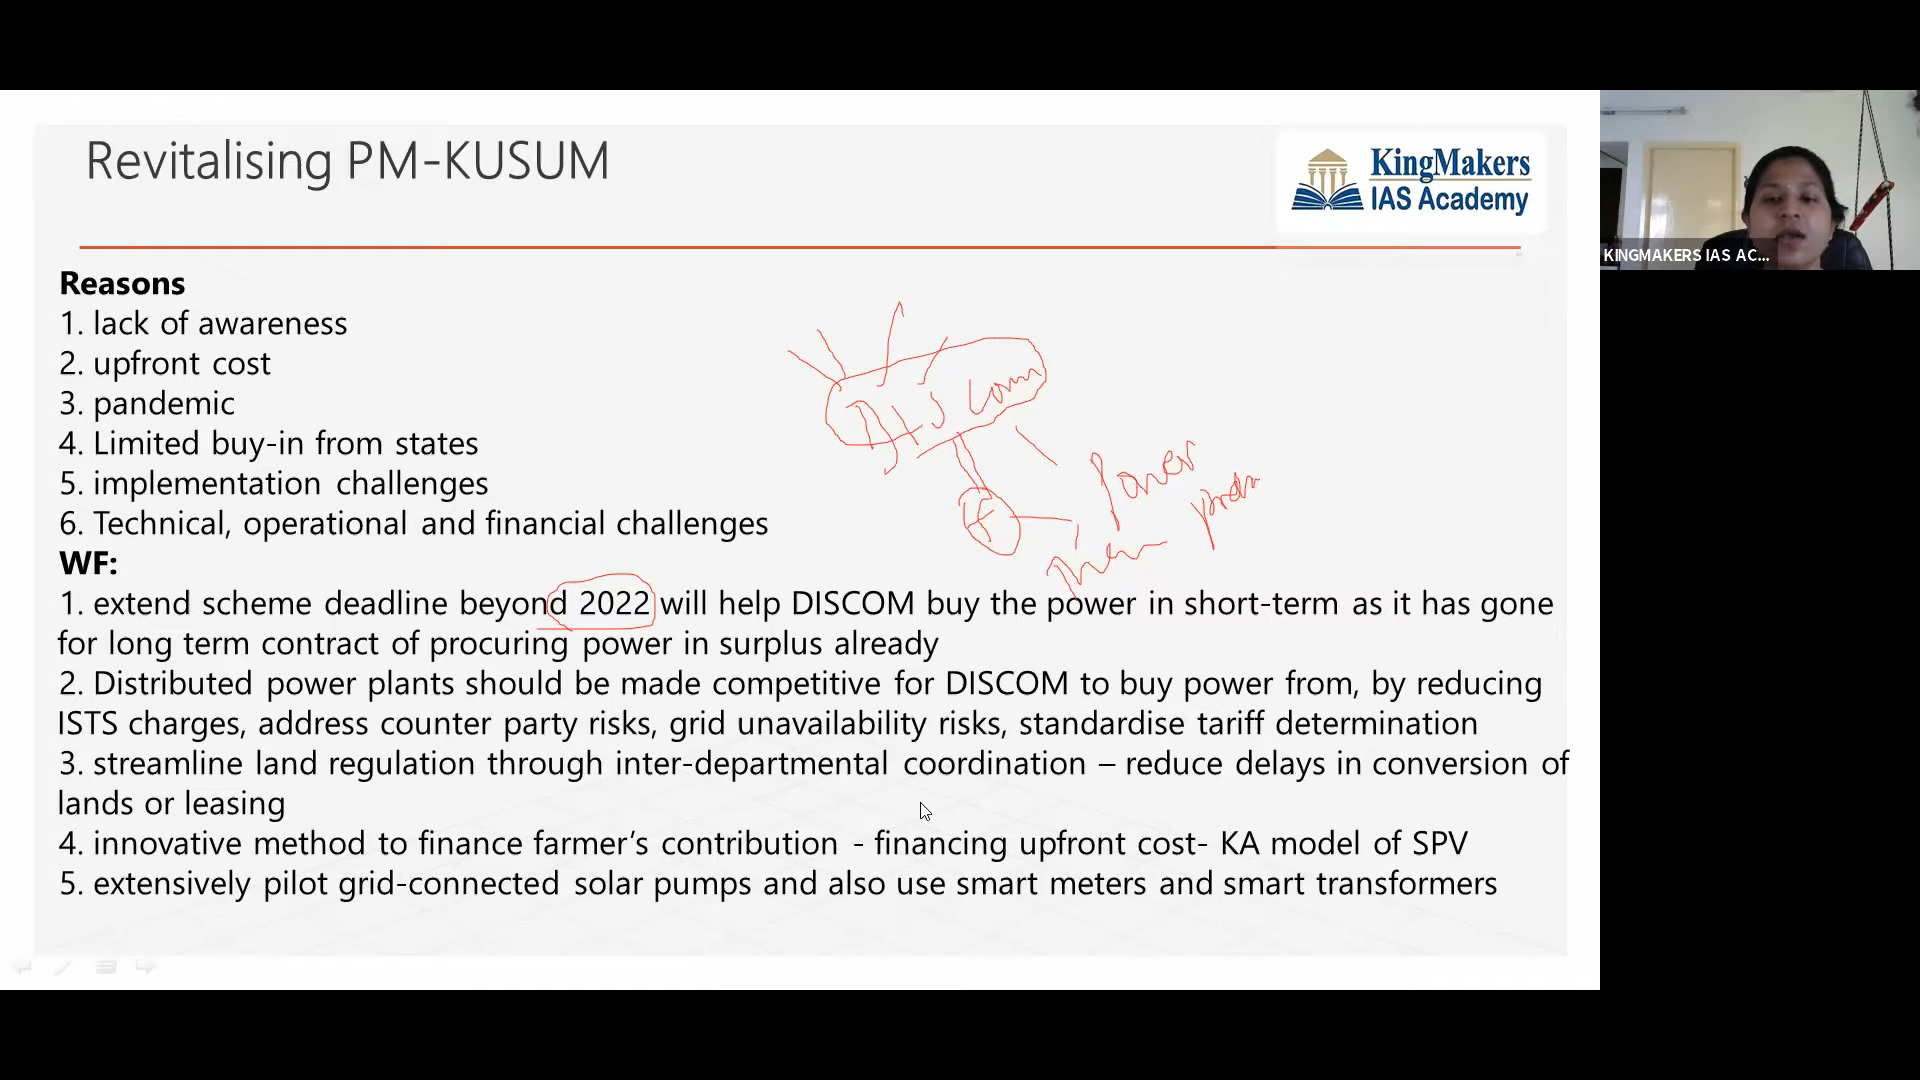 Revitalising PM-KUSUM
KingMakers
IAS Academy
KINGMAKERS IAS AC...
Reasons
1. lack of awareness
2. upfront cost
3. pandemic
4. Limited buy-in from states
5. implementation challenges
6. Technical, operational and financial challenges
DISCom
Power
WF:
1. extend scheme deadline beyond 2022 will help DISCOM buy the power in short-term as it has gone
for long term contract of procuring power in surplus already
2. Distributed power plants should be made competitive for DISCOM to buy power from, by reducing
ISTS charges, address counter party risks, grid unavailability risks, standardise tariff determination
3. streamline land regulation through inter-departmental coordination – reduce delays in conversion of
lands or leasing
4. innovative method to finance farmer’s contribution - financing upfront cost- KA model of SPV
5. extensively pilot grid-connected solar pumps and also use smart meters and smart transformers